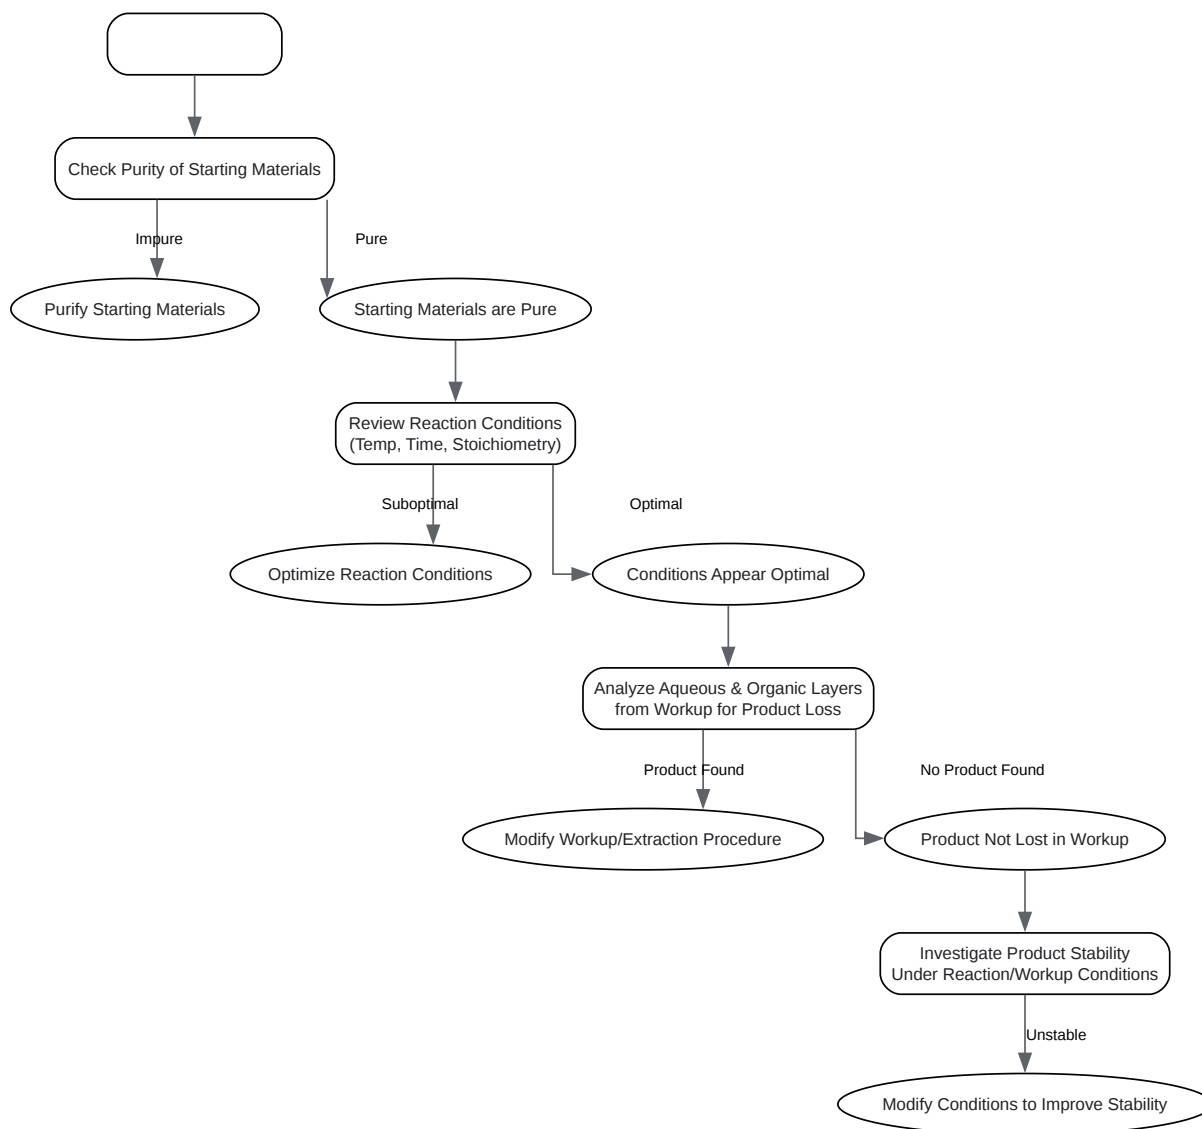 Check Purity of Starting Materials
Impure
Pure
Purify Starting Materials
Starting Materials are Pure
Review Reaction Conditions
(Temp, Time, Stoichiometry)
Suboptimal
Optimal
Optimize Reaction Conditions
Conditions Appear Optimal
Analyze Aqueous & Organic Layers
from Workup for Product Loss
Product Found
No Product Found
Modify Workup/Extraction Procedure
Product Not Lost in Workup
Investigate Product Stability
Under Reaction/Workup Conditions
Unstable
Modify Conditions to Improve Stability